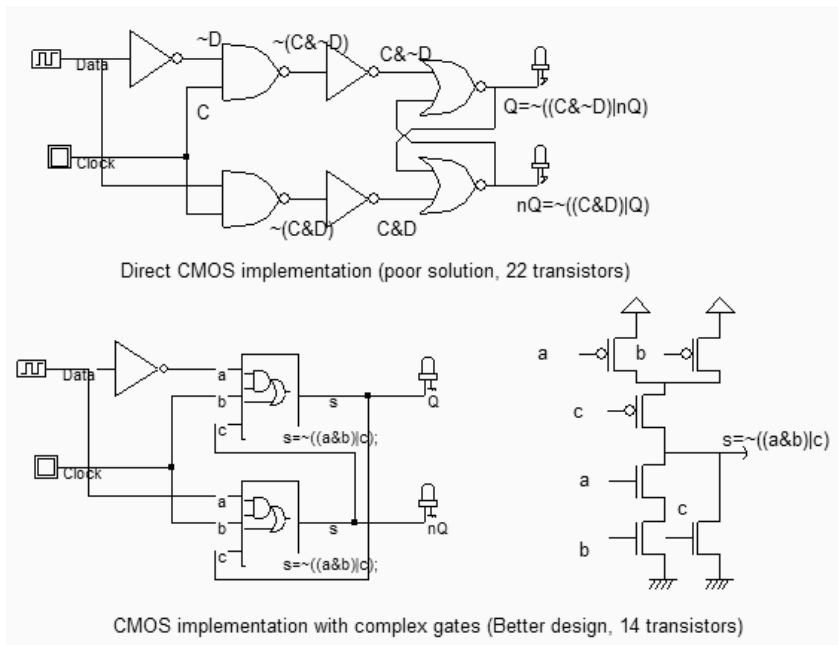 ~D
~(C&~D)
C&~D
Data
C
Q=~((C&~D)|nQ)
Clock
~(C&D)
C&D
nQ=~((C&D)|Q)
Direct CMOS implementation (poor solution, 22 transistors)
Data
a
b
s
Q
c
s=~((a&b)|c);
Clock
a
b
s
nQ
c
s=~((a&b)|c);
a
b
c
s=~((a&b)|c)
a
c
b
CMOS implementation with complex gates (Better design, 14 transistors)